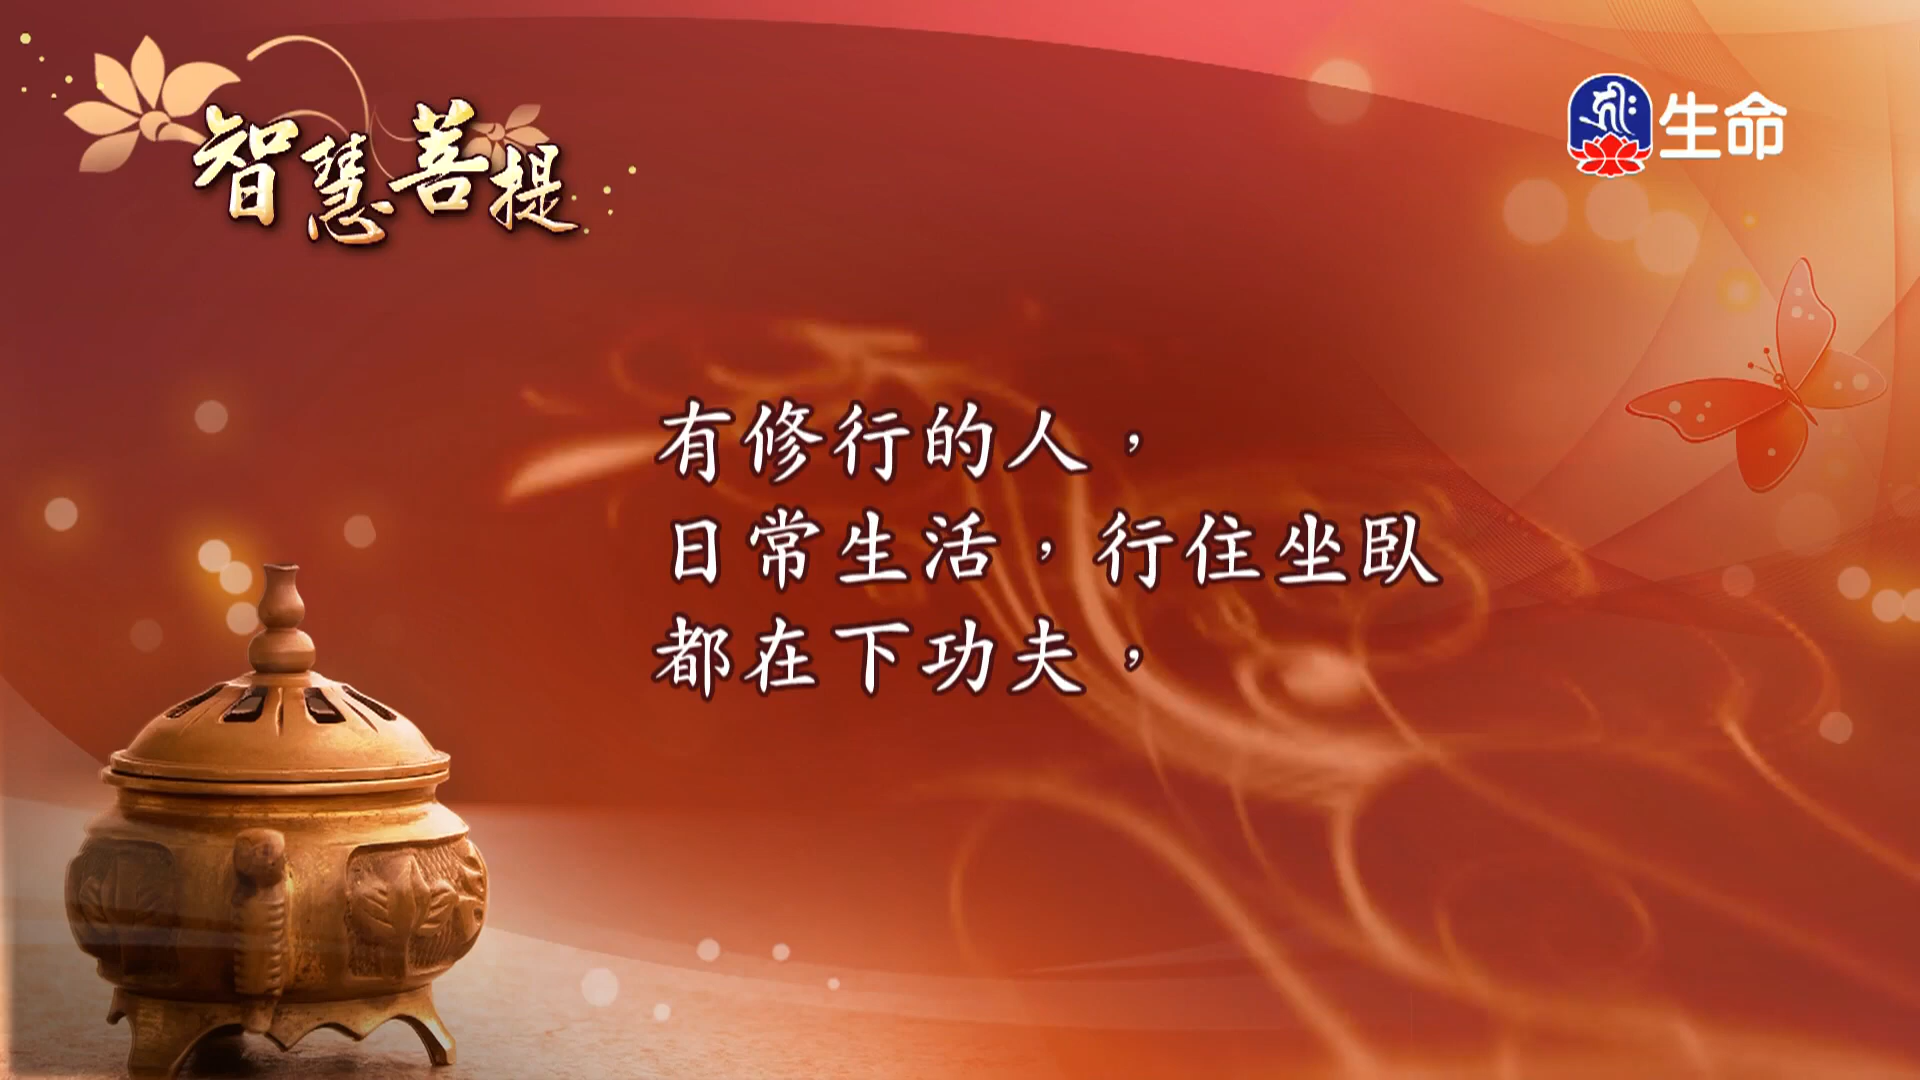 智慧菩提
生命
有修行的人，
日常生活，行住坐臥
都在下功夫，